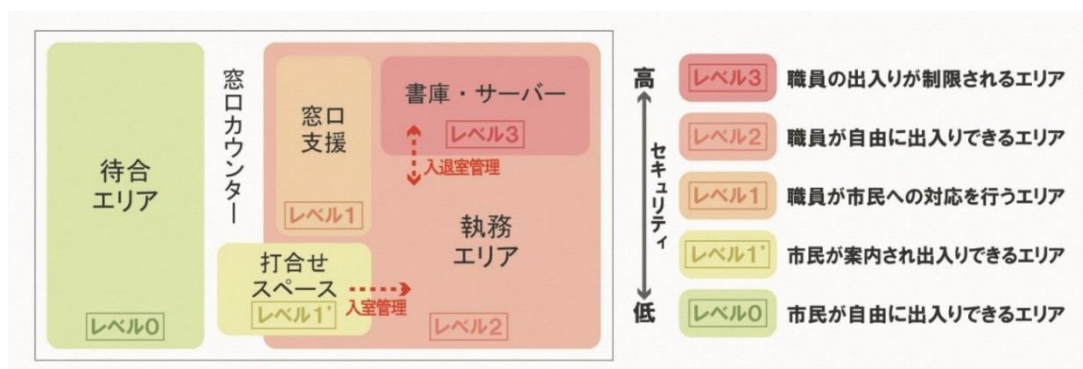 待合
エリア
レベル0
窓口カウンター
窓口
支援
レベル1
書庫・サーバー
レベル3
入退室管理
執務
エリア
レベル2
打合せ
スペース
レベル1'
入室管理
高
セキュリティ
低
レベル3 職員の出入りが制限されるエリア
レベル2 職員が自由に出入りできるエリア
レベル1 職員が市民への対応を行うエリア
レベル1' 市民が案内され出入りできるエリア
レベル0 市民が自由に出入りできるエリア